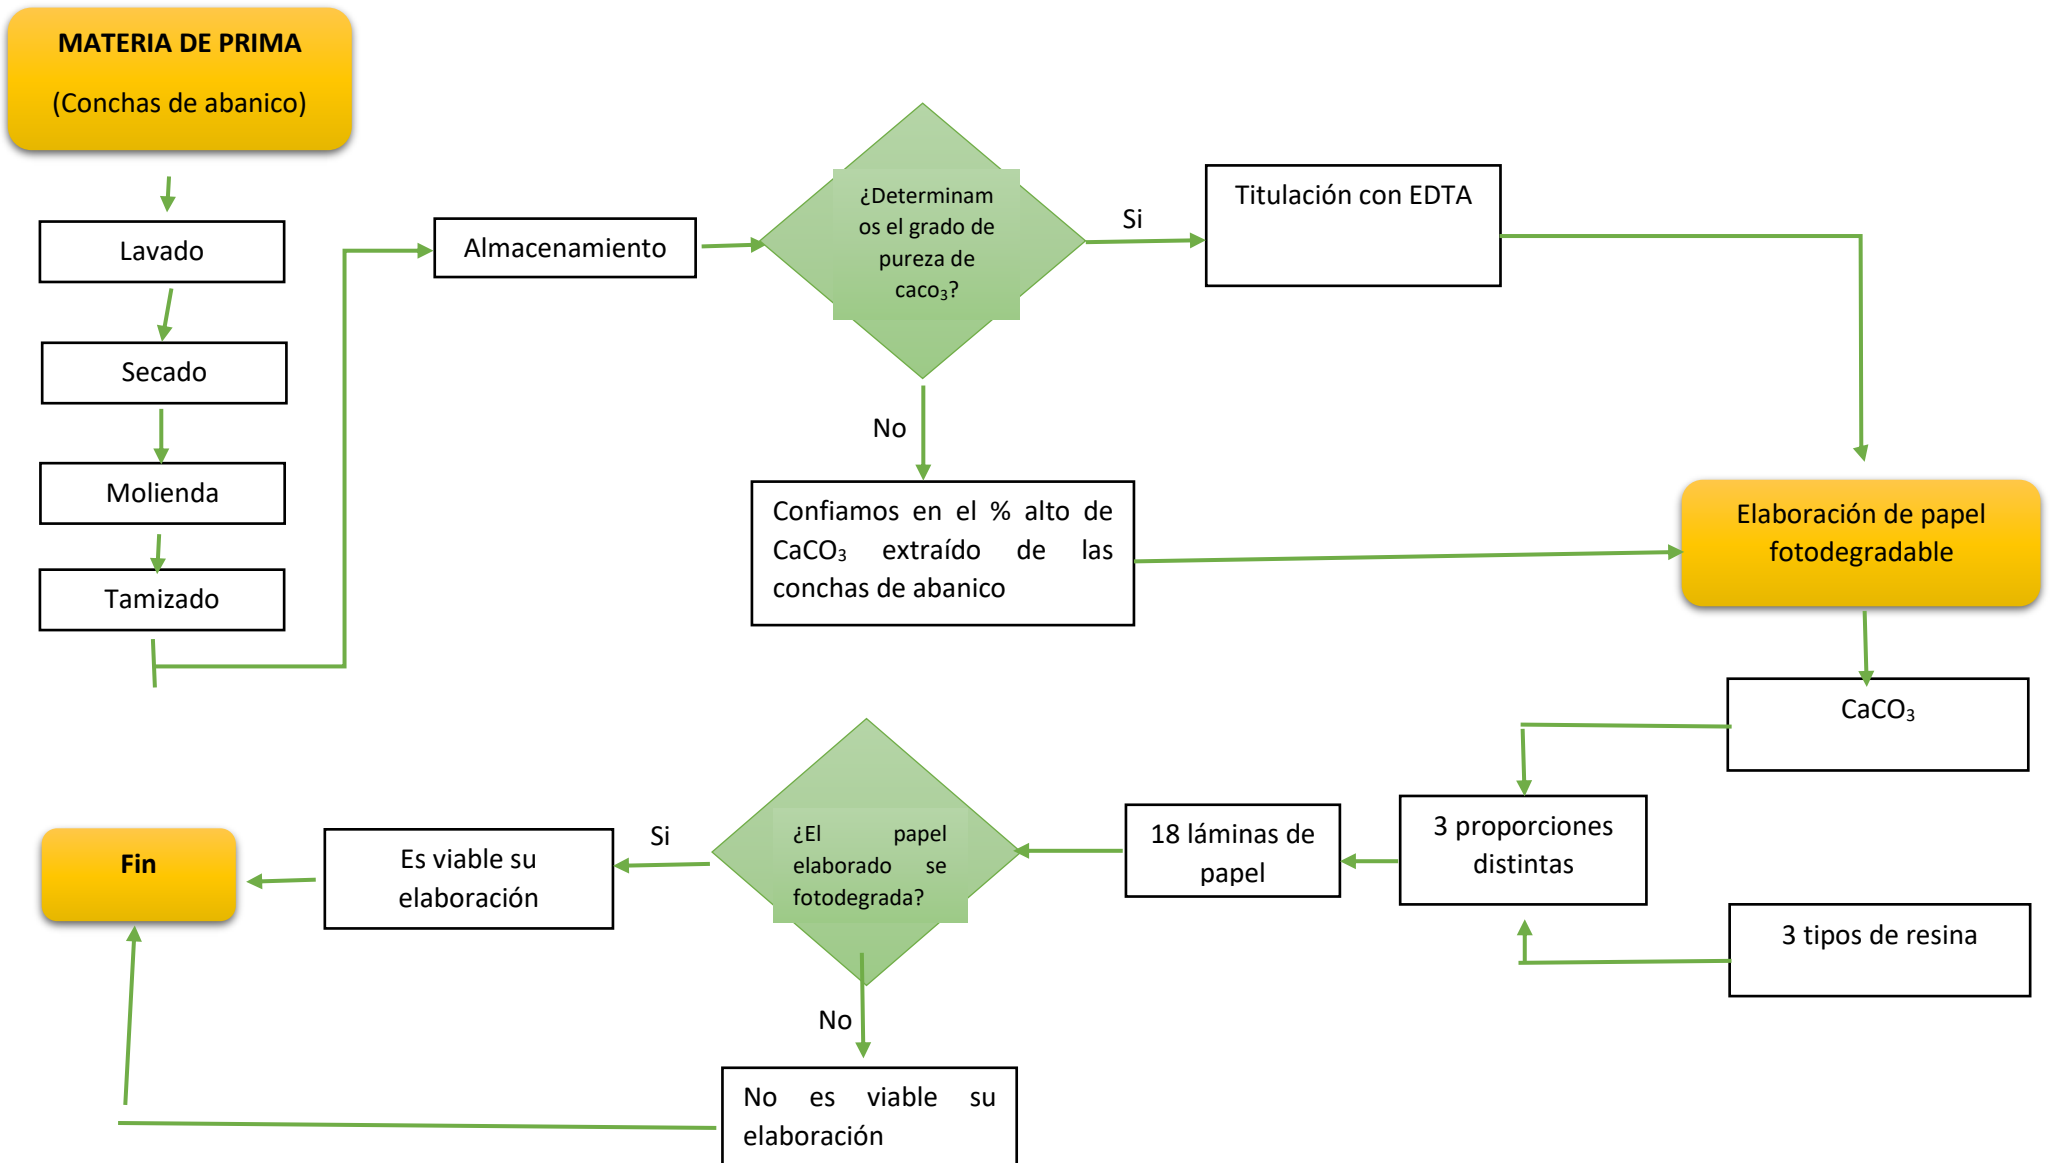 MATERIA DE PRIMA
(Conchas de abanico)
Lavado
Secado
Molienda
Tamizado
Almacenamiento
¿Determinam
os el grado de
pureza de
caco₃?
Si
Titulación con EDTA
No
Confiamos en el % alto de
CaCO₃ extraído de las
conchas de abanico
Elaboración de papel
fotodegradable
CaCO₃
3 proporciones
distintas
3 tipos de resina
18 láminas de
papel
¿El papel
elaborado se
fotodegrada?
Si
Es viable su
elaboración
Fin
No
No es viable su
elaboración